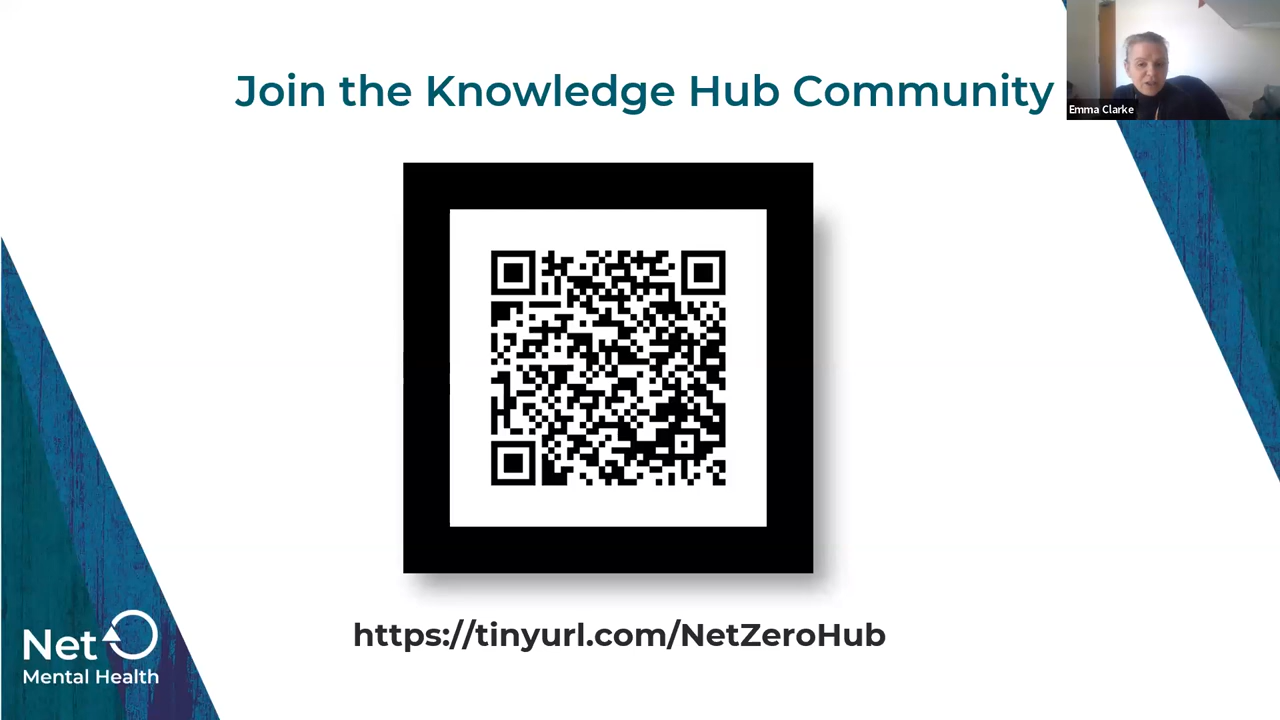 Join the Knowledge Hub Community
Emma Clarke
https://tinyurl.com/NetZeroHub
Net
Mental Health